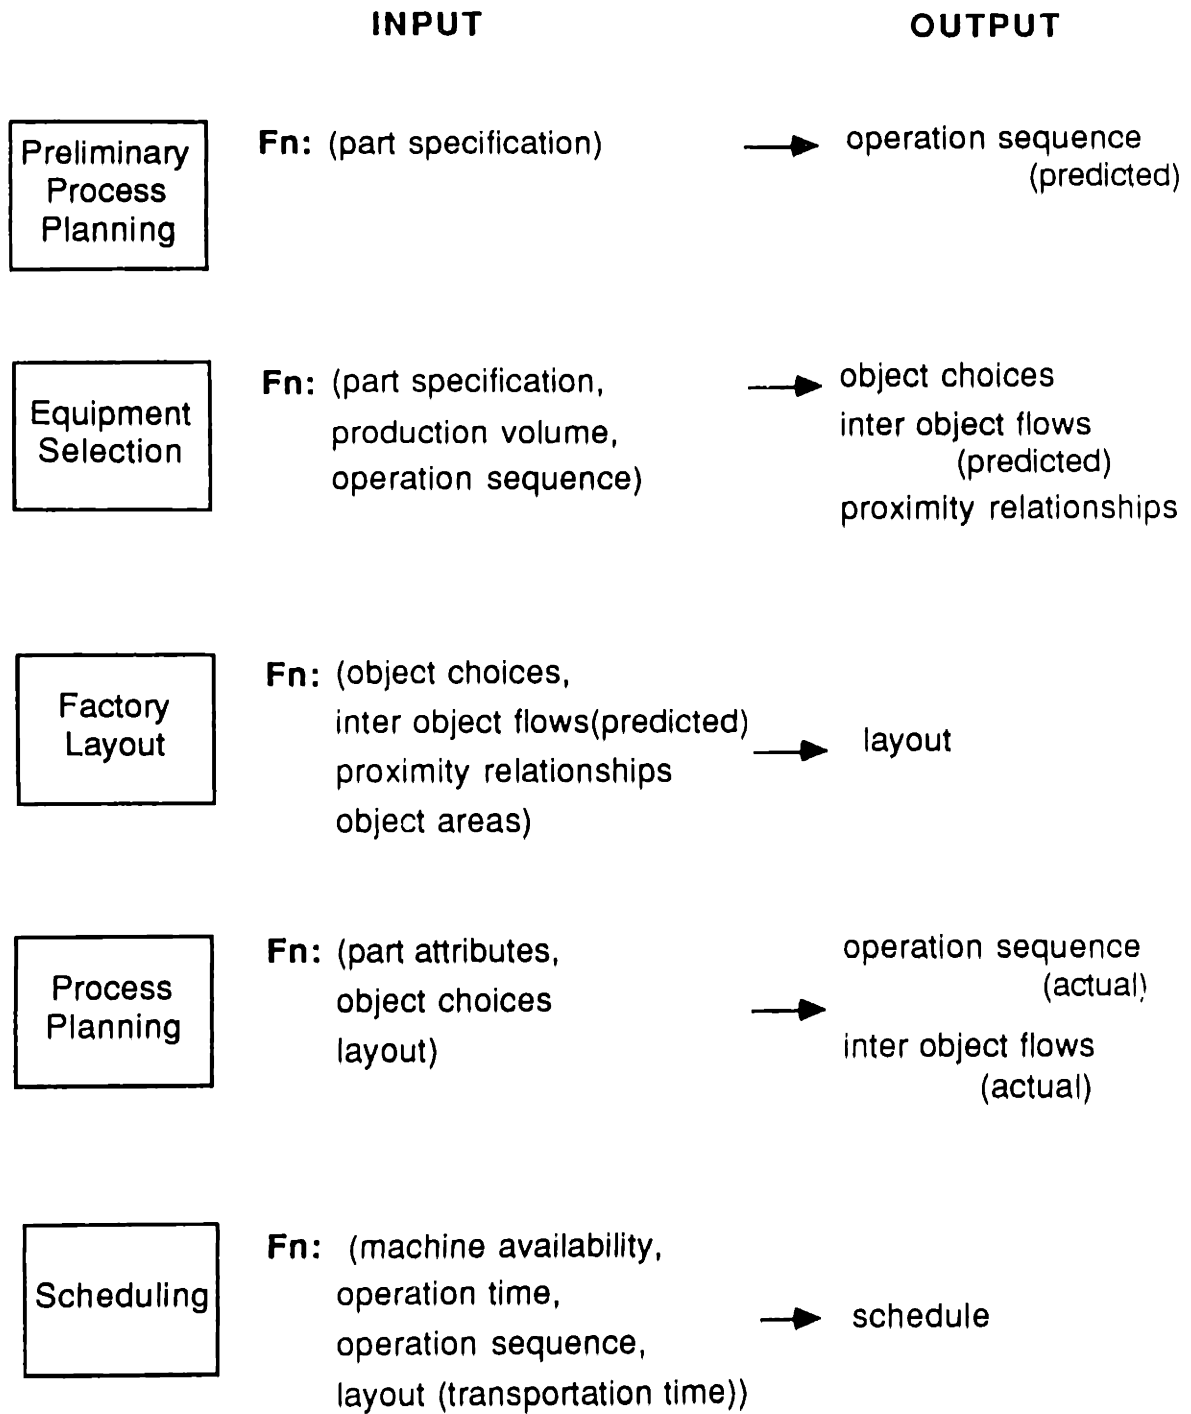 INPUT
OUTPUT
Preliminary
Process
Planning
Fn: (part specification)
operation sequence
(predicted)
Equipment
Selection
Fn: (part specification,
production volume,
operation sequence)
object choices
inter object flows
(predicted)
proximity relationships
Factory
Layout
Fn: (object choices,
inter object flows(predicted)
proximity relationships
object areas)
layout
Process
Planning
Fn: (part attributes,
object choices
layout)
operation sequence
(actual)
inter object flows
(actual)
Scheduling
Fn: (machine availability,
operation time,
operation sequence,
layout (transportation time))
schedule